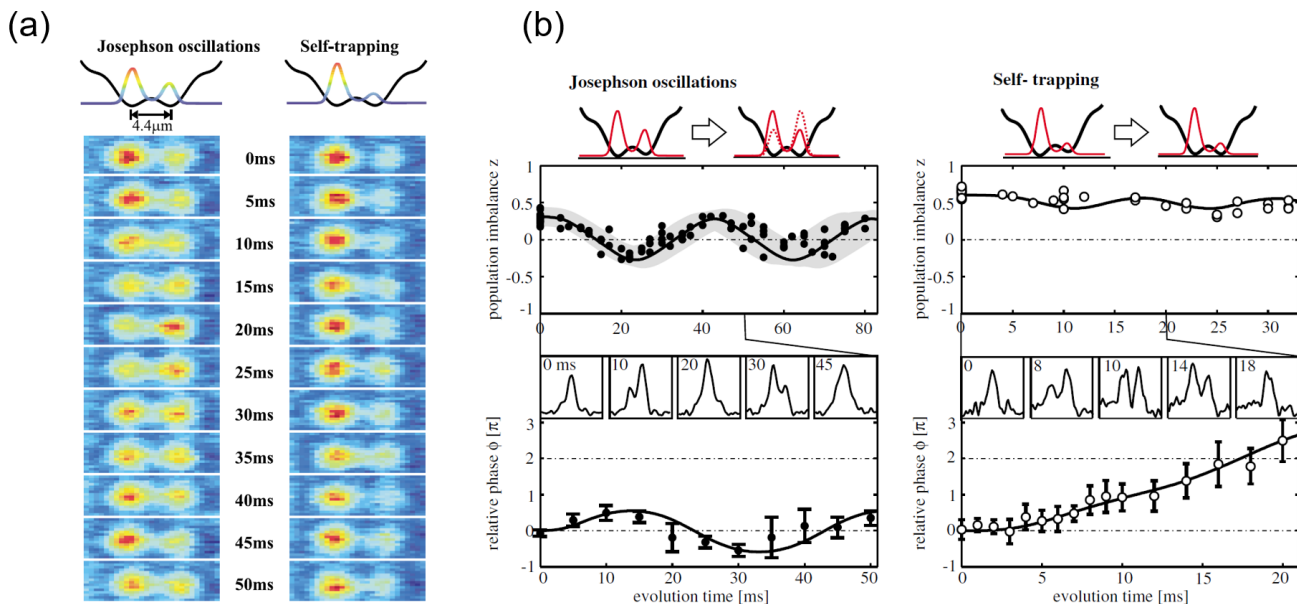 (a)
Josephson oscillations
Self-trapping
4.4μm
0ms
5ms
10ms
15ms
20ms
25ms
30ms
35ms
40ms
45ms
50ms
(b)
Josephson oscillations
population imbalance z
1
0.5
0
-0.5
-1
0 20 40 60 80
0 ms 10 20 30 45
relative phase ϕ [π]
3
2
1
0
-1
0 10 20 30 40 50
evolution time [ms]
Self- trapping
population imbalance z
1
0.5
0
-0.5
-1
0 5 10 15 20 25 30
0 8 10 14 18
relative phase ϕ [π]
3
2
1
0
-1
0 5 10 15 20
evolution time [ms]